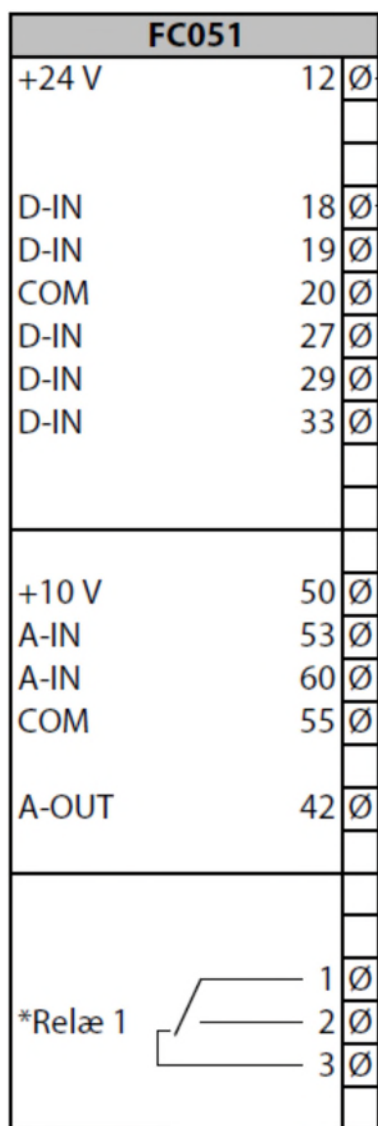 FC051
+24 V 12 Ø
D-IN 18 Ø
D-IN 19 Ø
COM 20 Ø
D-IN 27 Ø
D-IN 29 Ø
D-IN 33 Ø
+10 V 50 Ø
A-IN 53 Ø
A-IN 60 Ø
COM 55 Ø
A-OUT 42 Ø
1 Ø
*Relæ 1 2 Ø
3 Ø